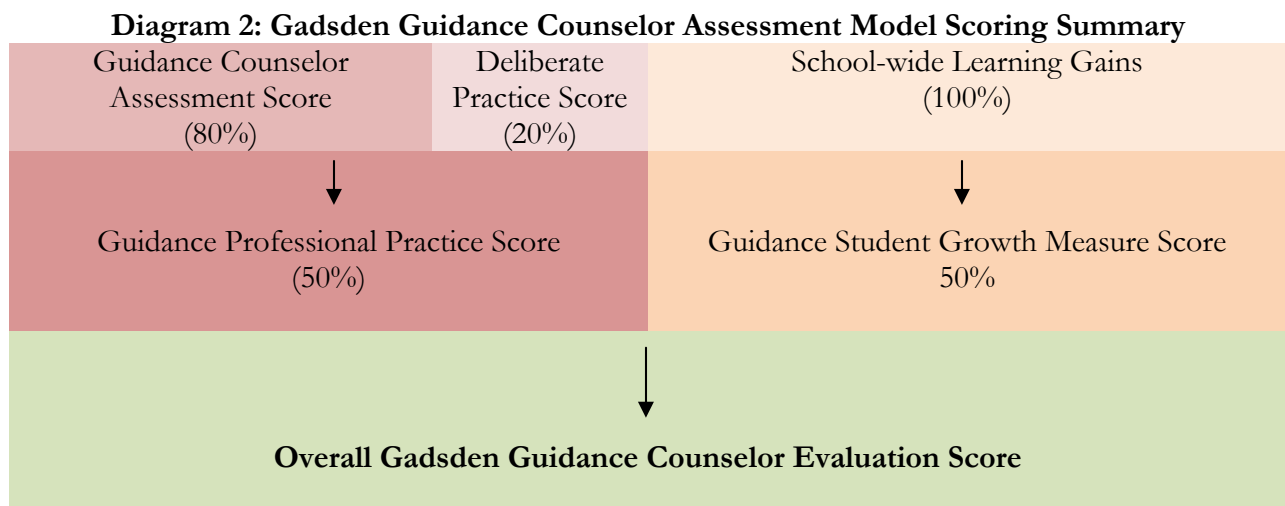 Diagram 2: Gadsden Guidance Counselor Assessment Model Scoring Summary
Guidance Counselor
Assessment Score
(80%)
Deliberate
Practice Score
(20%)
School-wide Learning Gains
(100%)
Guidance Professional Practice Score
(50%)
Guidance Student Growth Measure Score
50%
Overall Gadsden Guidance Counselor Evaluation Score